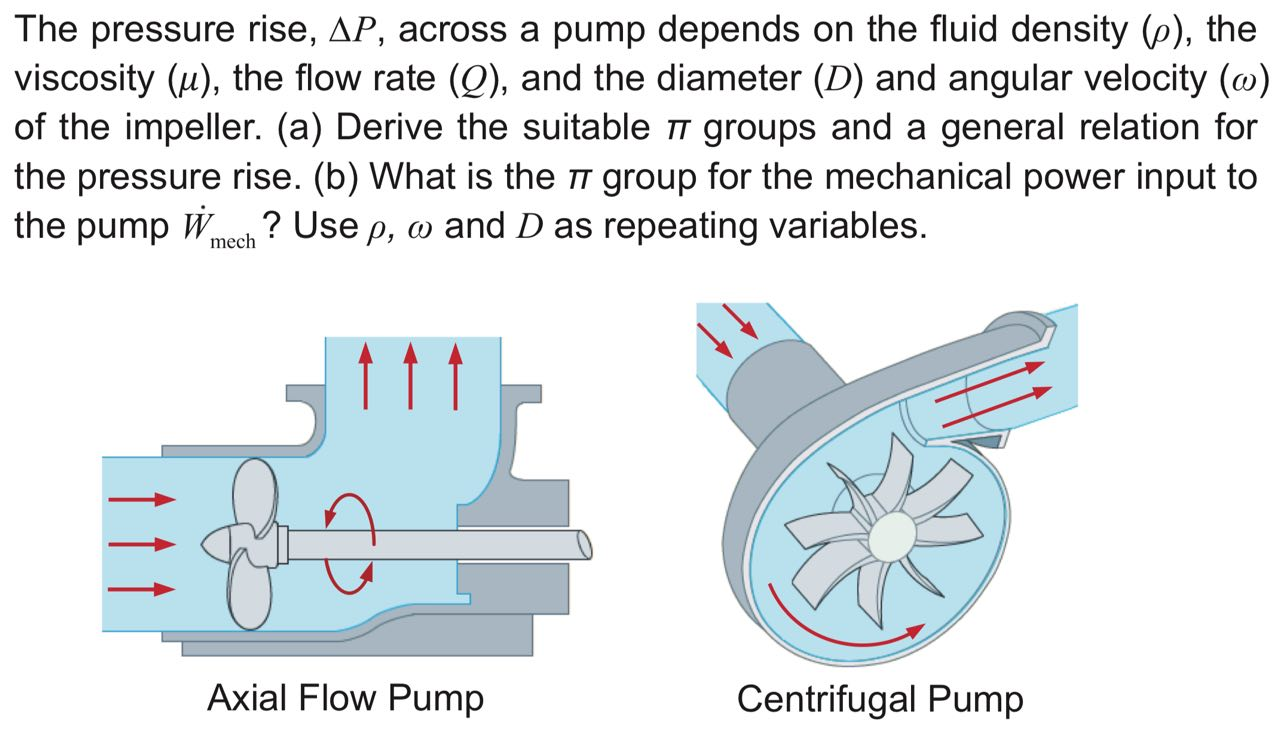 The pressure rise, ΔP, across a pump depends on the fluid density (ρ), the
viscosity (μ), the flow rate (Q), and the diameter (D) and angular velocity (ω)
of the impeller. (a) Derive the suitable π groups and a general relation for
the pressure rise. (b) What is the π group for the mechanical power input to
the pump Ẇ_mech? Use ρ, ω and D as repeating variables.
Axial Flow Pump
Centrifugal Pump